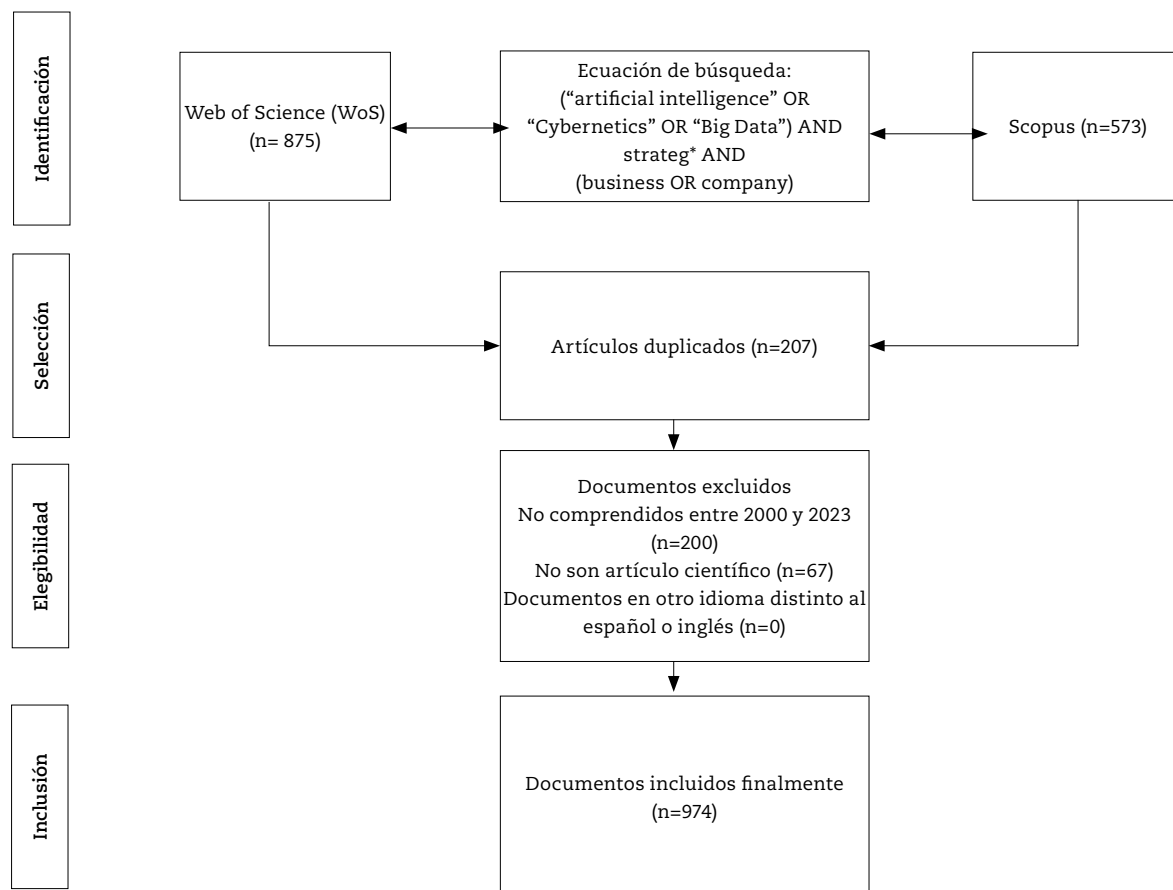 Identificación
Web of Science (WoS)
(n= 875)
Ecuación de búsqueda:
(“artificial intelligence” OR
“Cybernetics” OR “Big Data”) AND
strateg* AND
(business OR company)
Scopus (n=573)
Selección
Artículos duplicados (n=207)
Elegibilidad
Documentos excluidos
No comprendidos entre 2000 y 2023
(n=200)
No son artículo científico (n=67)
Documentos en otro idioma distinto al
español o inglés (n=0)
Inclusión
Documentos incluidos finalmente
(n=974)